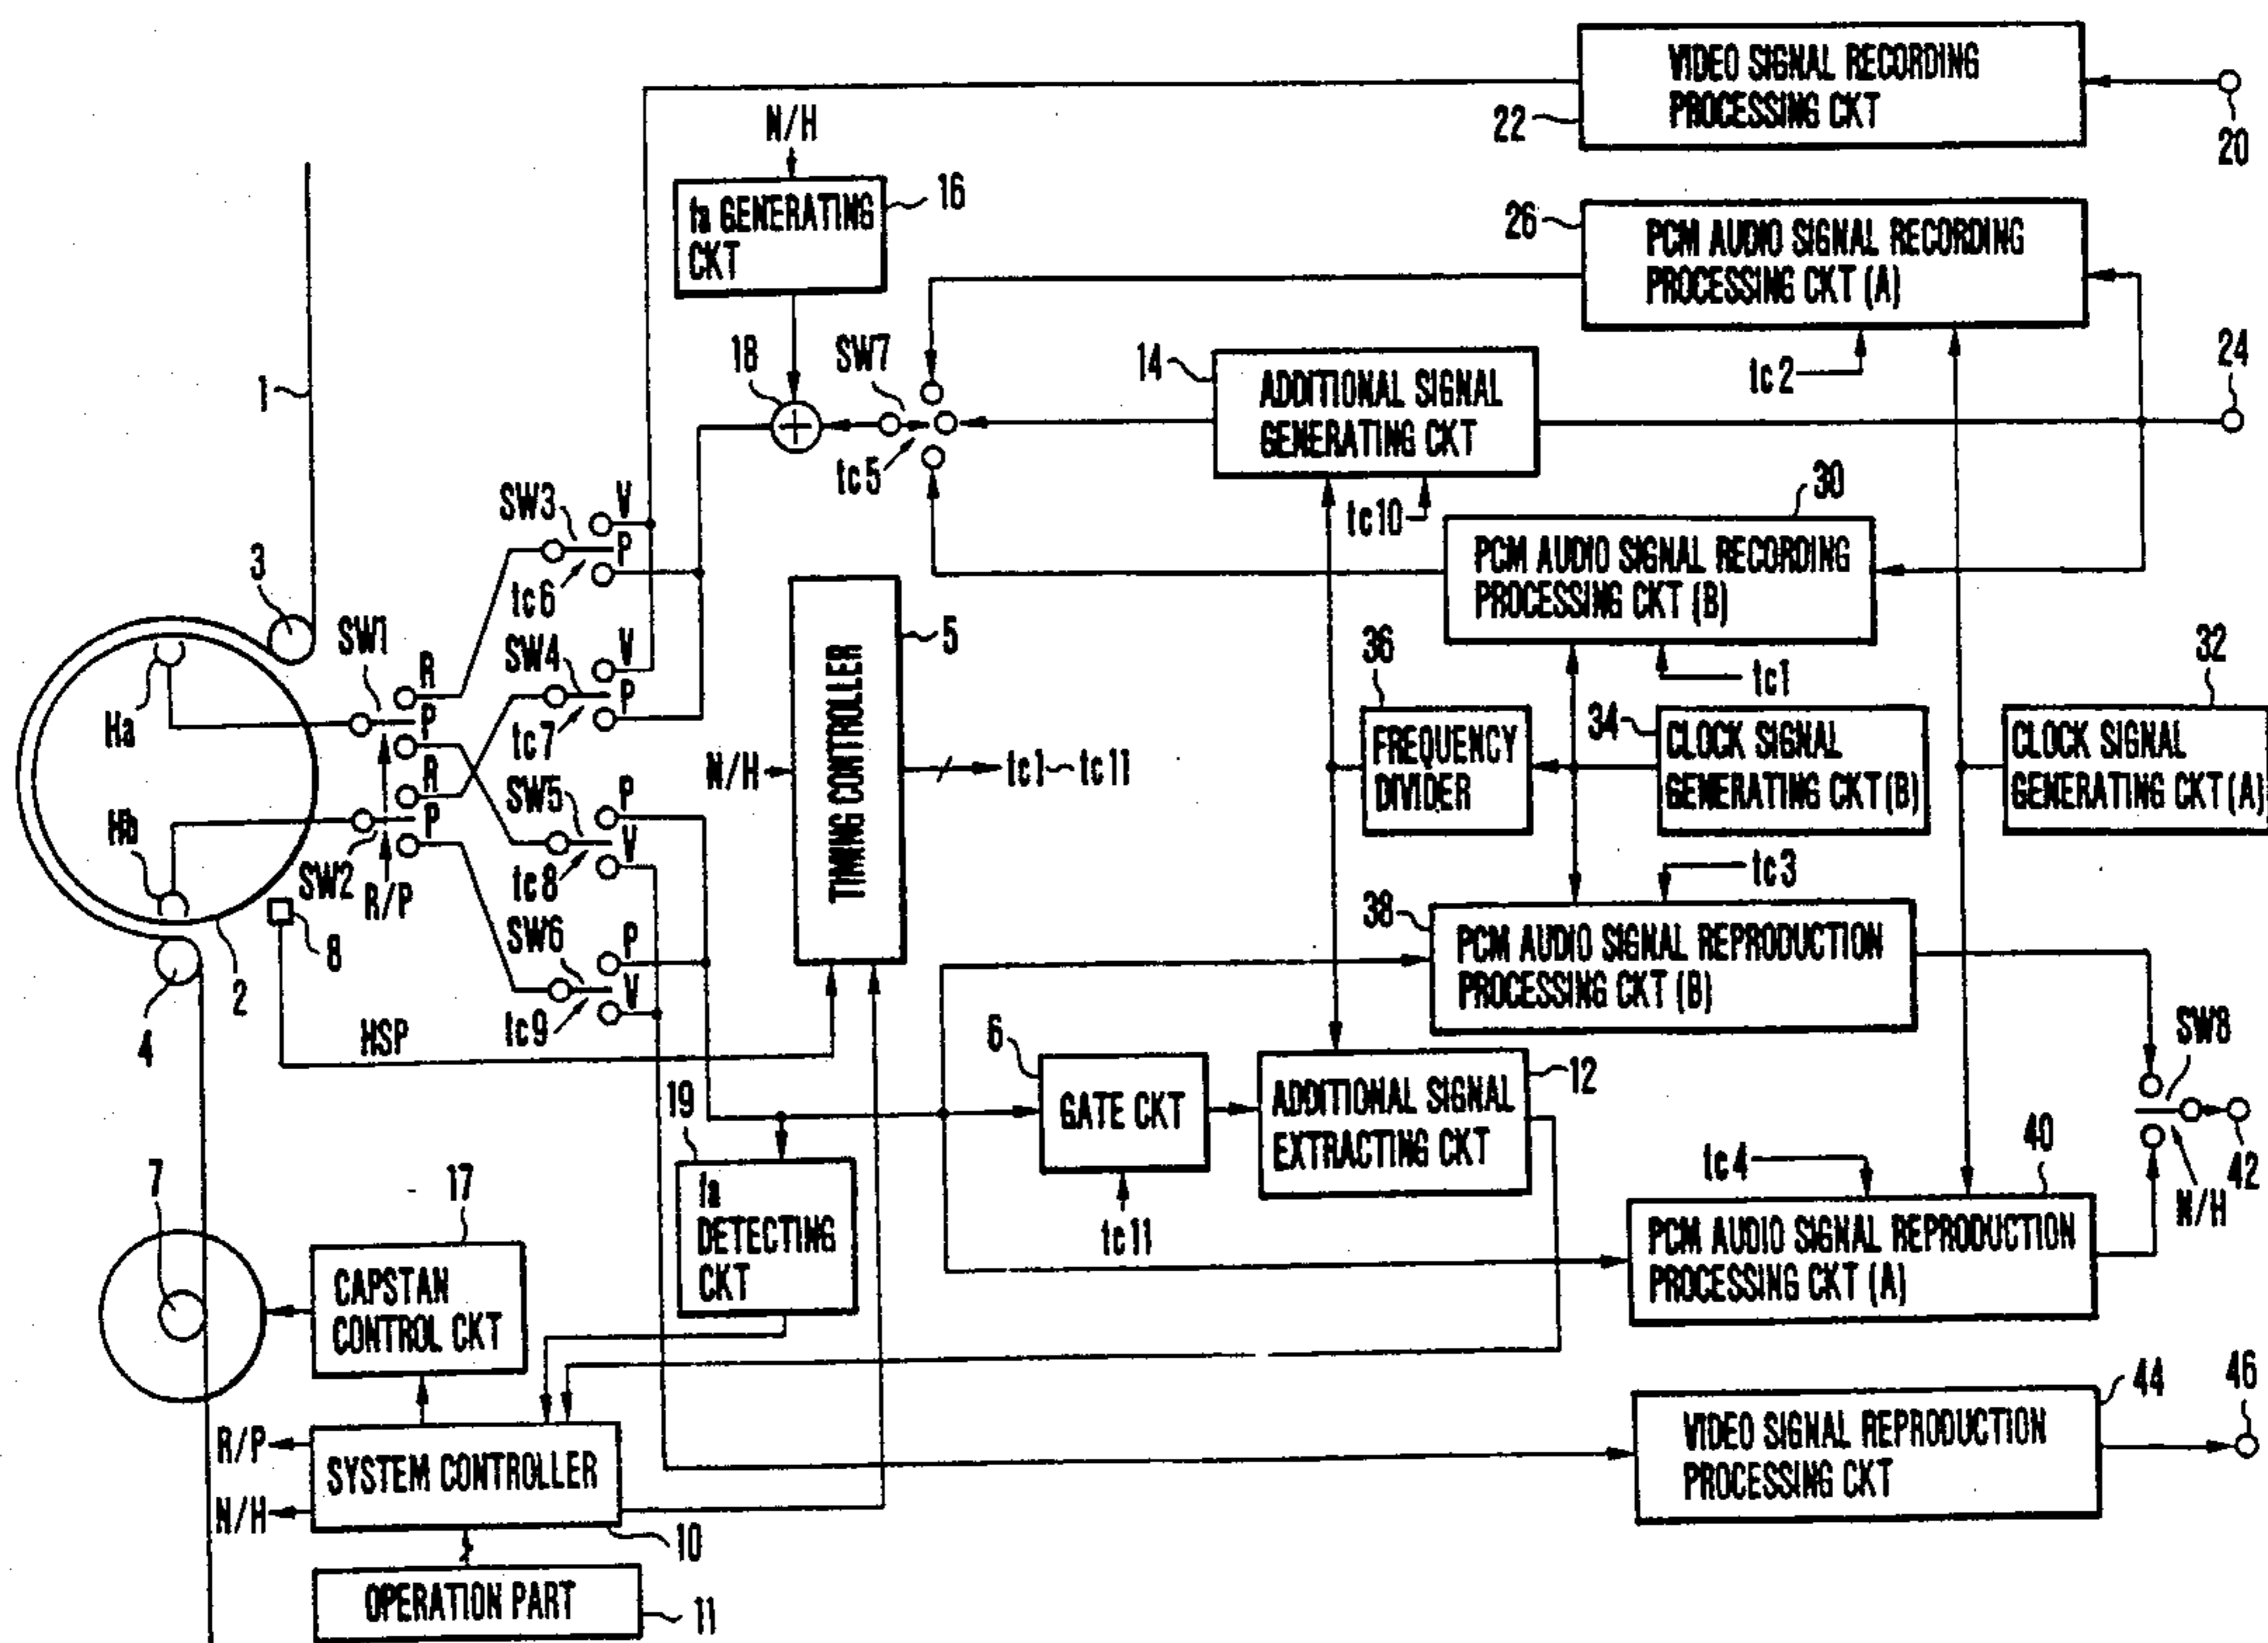 VIDEO SIGNAL RECORDING
PROCESSING CKT
22
20
N/H
fa GENERATING
CKT
16
26
PCM AUDIO SIGNAL RECORDING
PROCESSING CKT (A)
tc2
24
1
18
SW7
tc5
14
ADDITIONAL SIGNAL
GENERATING CKT
tc10
30
PCM AUDIO SIGNAL RECORDING
PROCESSING CKT (B)
tc1
SW3
V
P
tc6
3
SW1
R
P
Ha
SW4
V
P
tc7
5
TIMING CONTROLLER
N/H
tc1~tc11
36
FREQUENCY
DIVIDER
34
CLOCK SIGNAL
GENERATING CKT(B)
32
CLOCK SIGNAL
GENERATING CKT(A)
Hb
R
P
SW2
R/P
SW5
P
V
tc8
tc3
38
PCM AUDIO SIGNAL REPRODUCTION
PROCESSING CKT (B)
SW6
P
V
tc9
8
2
4
HSP
19
fa
DETECTING
CKT
6
GATE CKT
tc11
ADDITIONAL SIGNAL
EXTRACTING CKT
12
SW8
N/H
42
tc4
40
PCM AUDIO SIGNAL REPRODUCTION
PROCESSING CKT (A)
7
17
CAPSTAN
CONTROL CKT
R/P
N/H
SYSTEM CONTROLLER
10
OPERATION PART
11
VIDEO SIGNAL REPRODUCTION
PROCESSING CKT
44
46